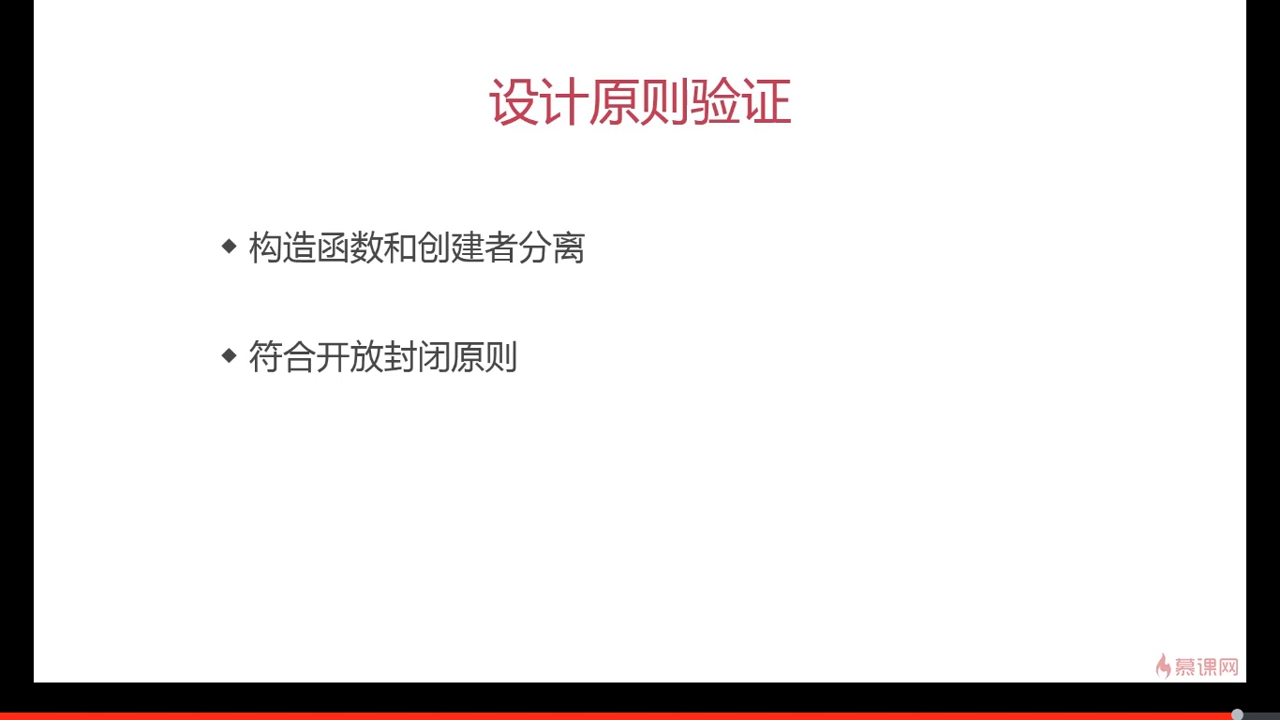 设计原则验证
构造函数和创建者分离
符合开放封闭原则
慕课网